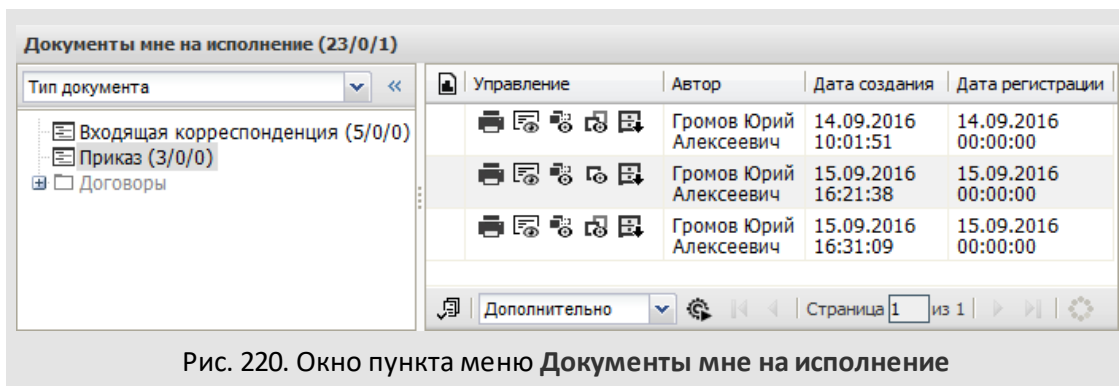 Документы мне на исполнение (23/0/1)
Тип документа
Входящая корреспонденция (5/0/0)
Приказ (3/0/0)
Договоры
Управление Автор Дата создания Дата регистрации
Громов Юрий 14.09.2016 14.09.2016
Алексеевич 10:01:51 00:00:00
Громов Юрий 15.09.2016 15.09.2016
Алексеевич 16:21:38 00:00:00
Громов Юрий 15.09.2016 15.09.2016
Алексеевич 16:31:09 00:00:00
Дополнительно Страница 1 из 1
Рис. 220. Окно пункта меню Документы мне на исполнение